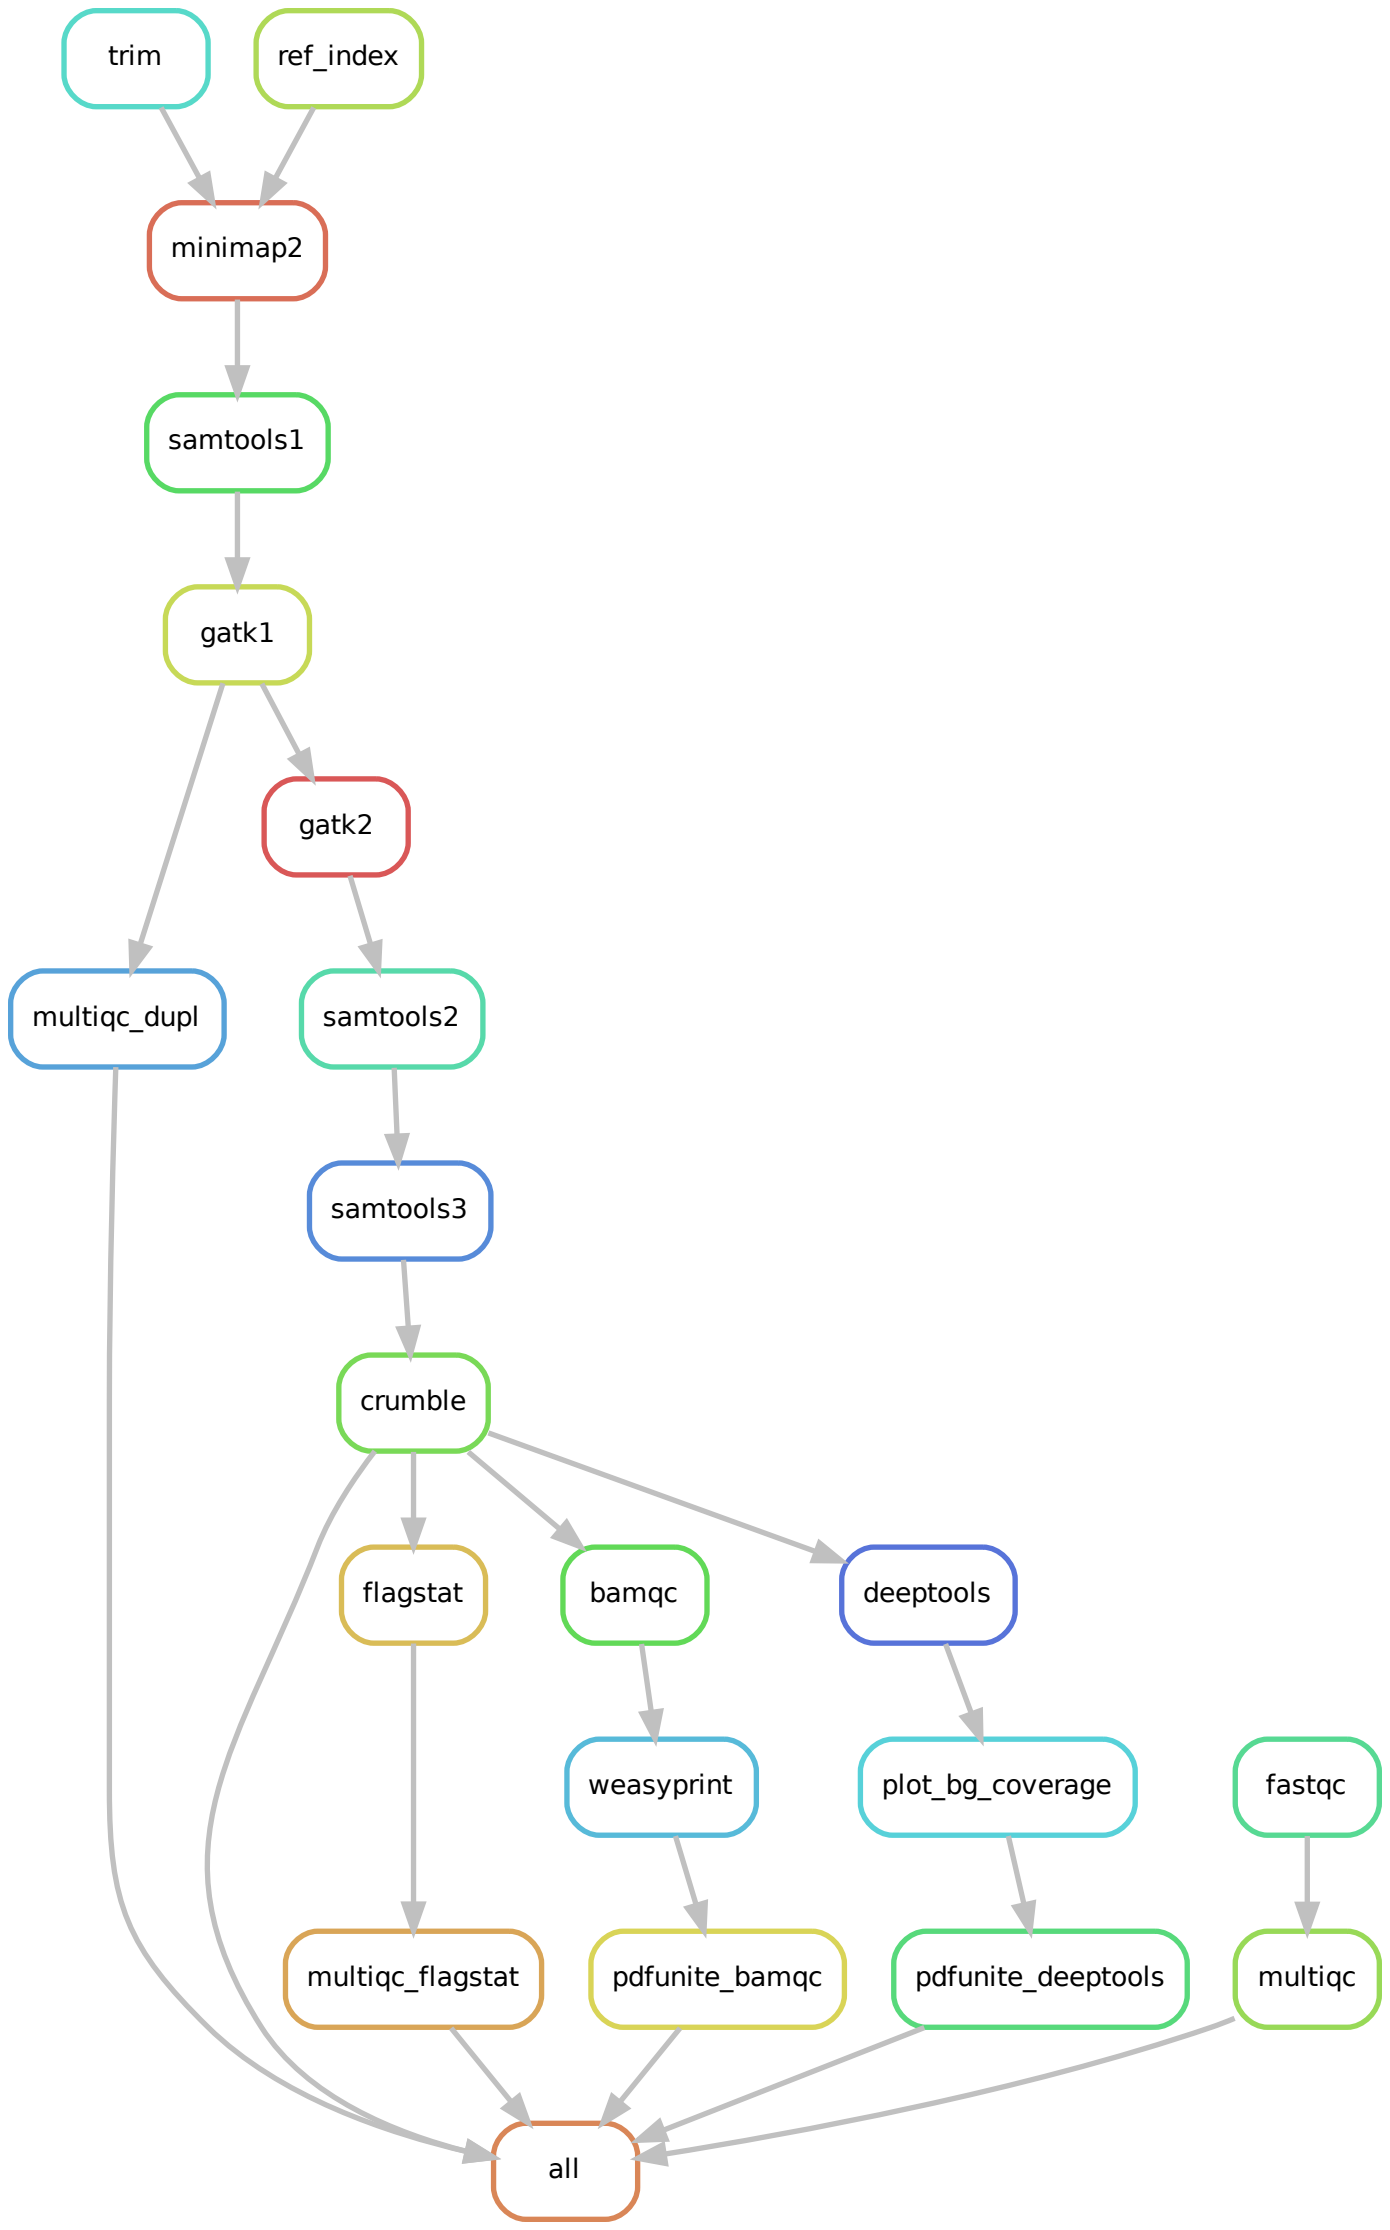 trim
ref_index
minimap2
samtools1
gatk1
gatk2
multiqc_dupl
samtools2
samtools3
crumble
flagstat
bamqc
deeptools
weasyprint
plot_bg_coverage
fastqc
multiqc_flagstat
pdfunite_bamqc
pdfunite_deeptools
multiqc
all